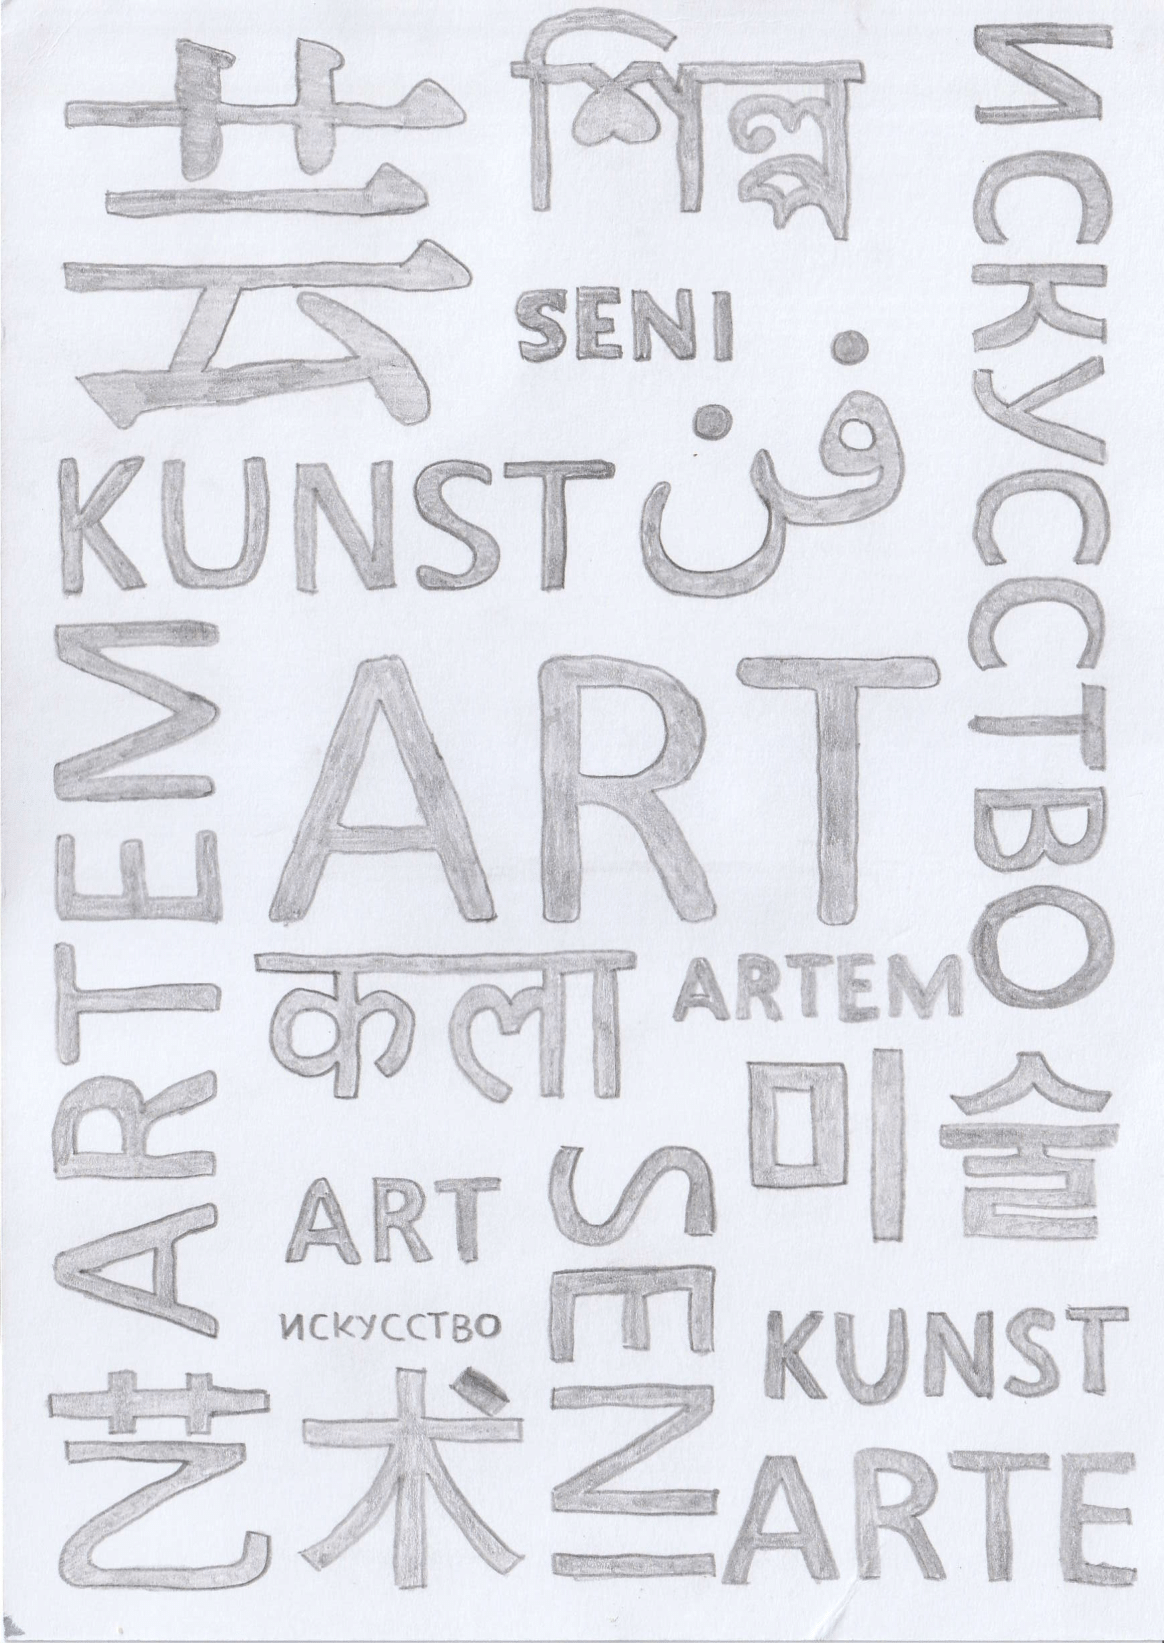 芸
শিল্প
ИСКУССТВО
SENI
فن
KUNST
ARTEM
ART
कला
ARTEM
미술
ART
SENI
ИСКУССТВО
KUNST
艺术
ARTE